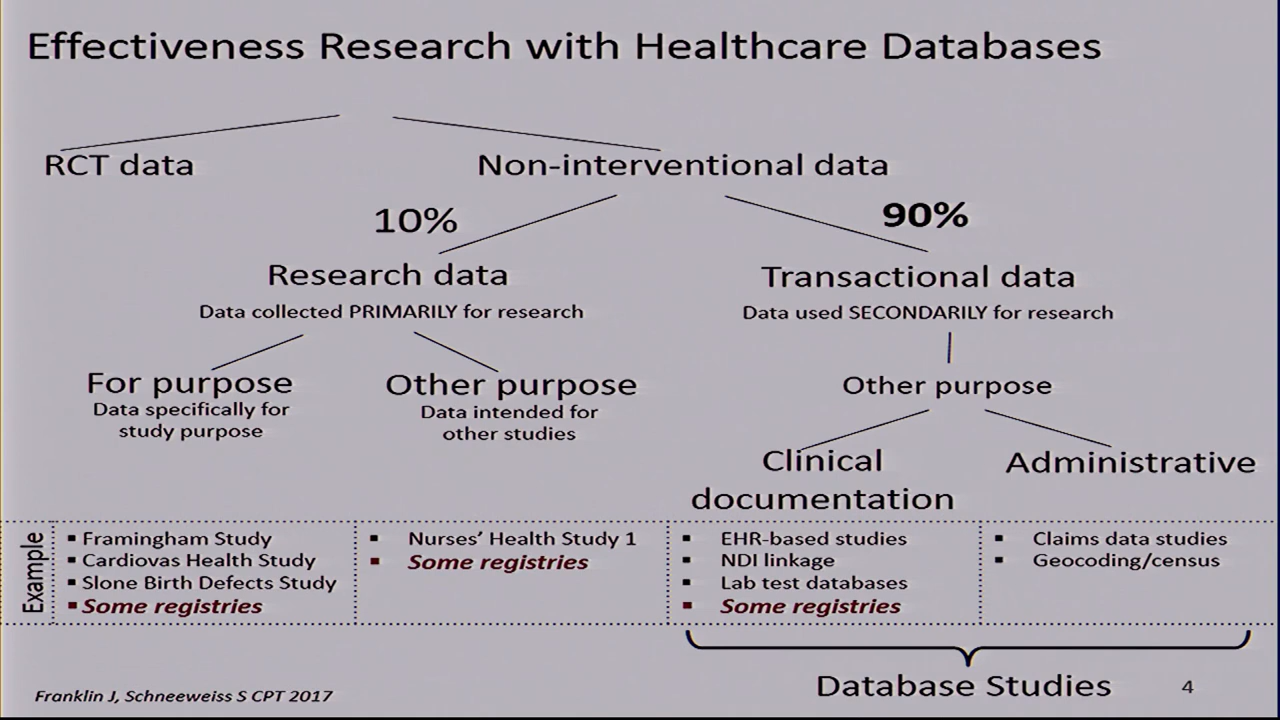 Effectiveness Research with Healthcare Databases
RCT data
Non-interventional data
10%
90%
Research data
Data collected PRIMARILY for research
Transactional data
Data used SECONDARILY for research
For purpose
Data specifically for
study purpose
Other purpose
Data intended for
other studies
Other purpose
Clinical
documentation
Administrative
Example
▪ Framingham Study
▪ Cardiovas Health Study
▪ Slone Birth Defects Study
▪ Some registries
▪ Nurses’ Health Study 1
▪ Some registries
▪ EHR-based studies
▪ NDI linkage
▪ Lab test databases
▪ Some registries
▪ Claims data studies
▪ Geocoding/census
Database Studies
Franklin J, Schneeweiss S CPT 2017
4